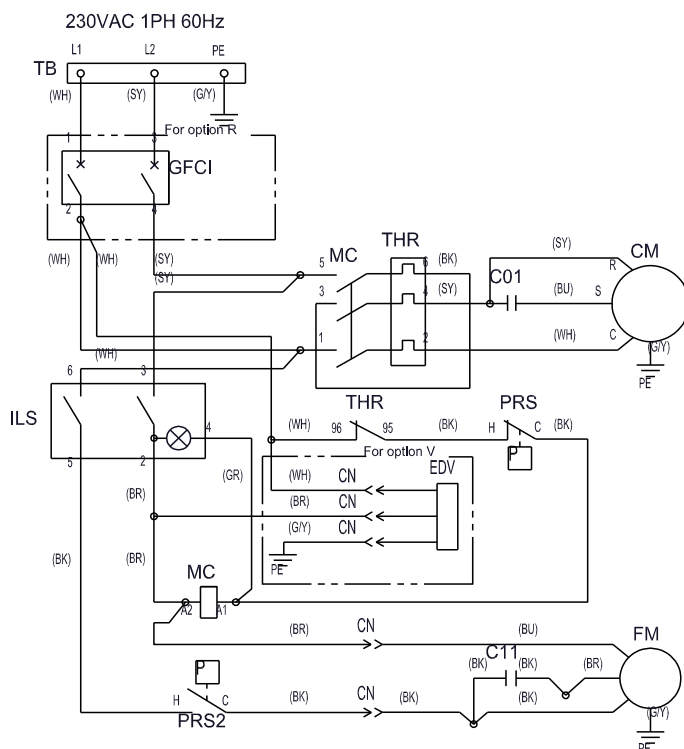 230VAC 1PH 60Hz
L1 L2 PE
TB
(WH) (SY) (G/Y)
For option R
1 3
GFCI
2 4
(WH) (WH) (SY)
(SY)
MC THR
5 6 (BK)
3 4 (SY)
1 2
C01
(SY)
(BU)
(WH)
CM
R
S
C
(G/Y)
PE
(WH)
6 3
ILS
4
5 2
(GR)
(BR)
THR PRS
(WH) 96 95 (BK) H C (BK)
P
For option V
EDV
(WH) CN
(BR) CN
(G/Y) CN
PE
(BK) (BR)
MC
A2 A1
(BR) CN (BU)
FM
C11
(BK) (BK) (BR)
P
H C (BK) CN (BK) (BK)
PRS2
(G/Y)
PE